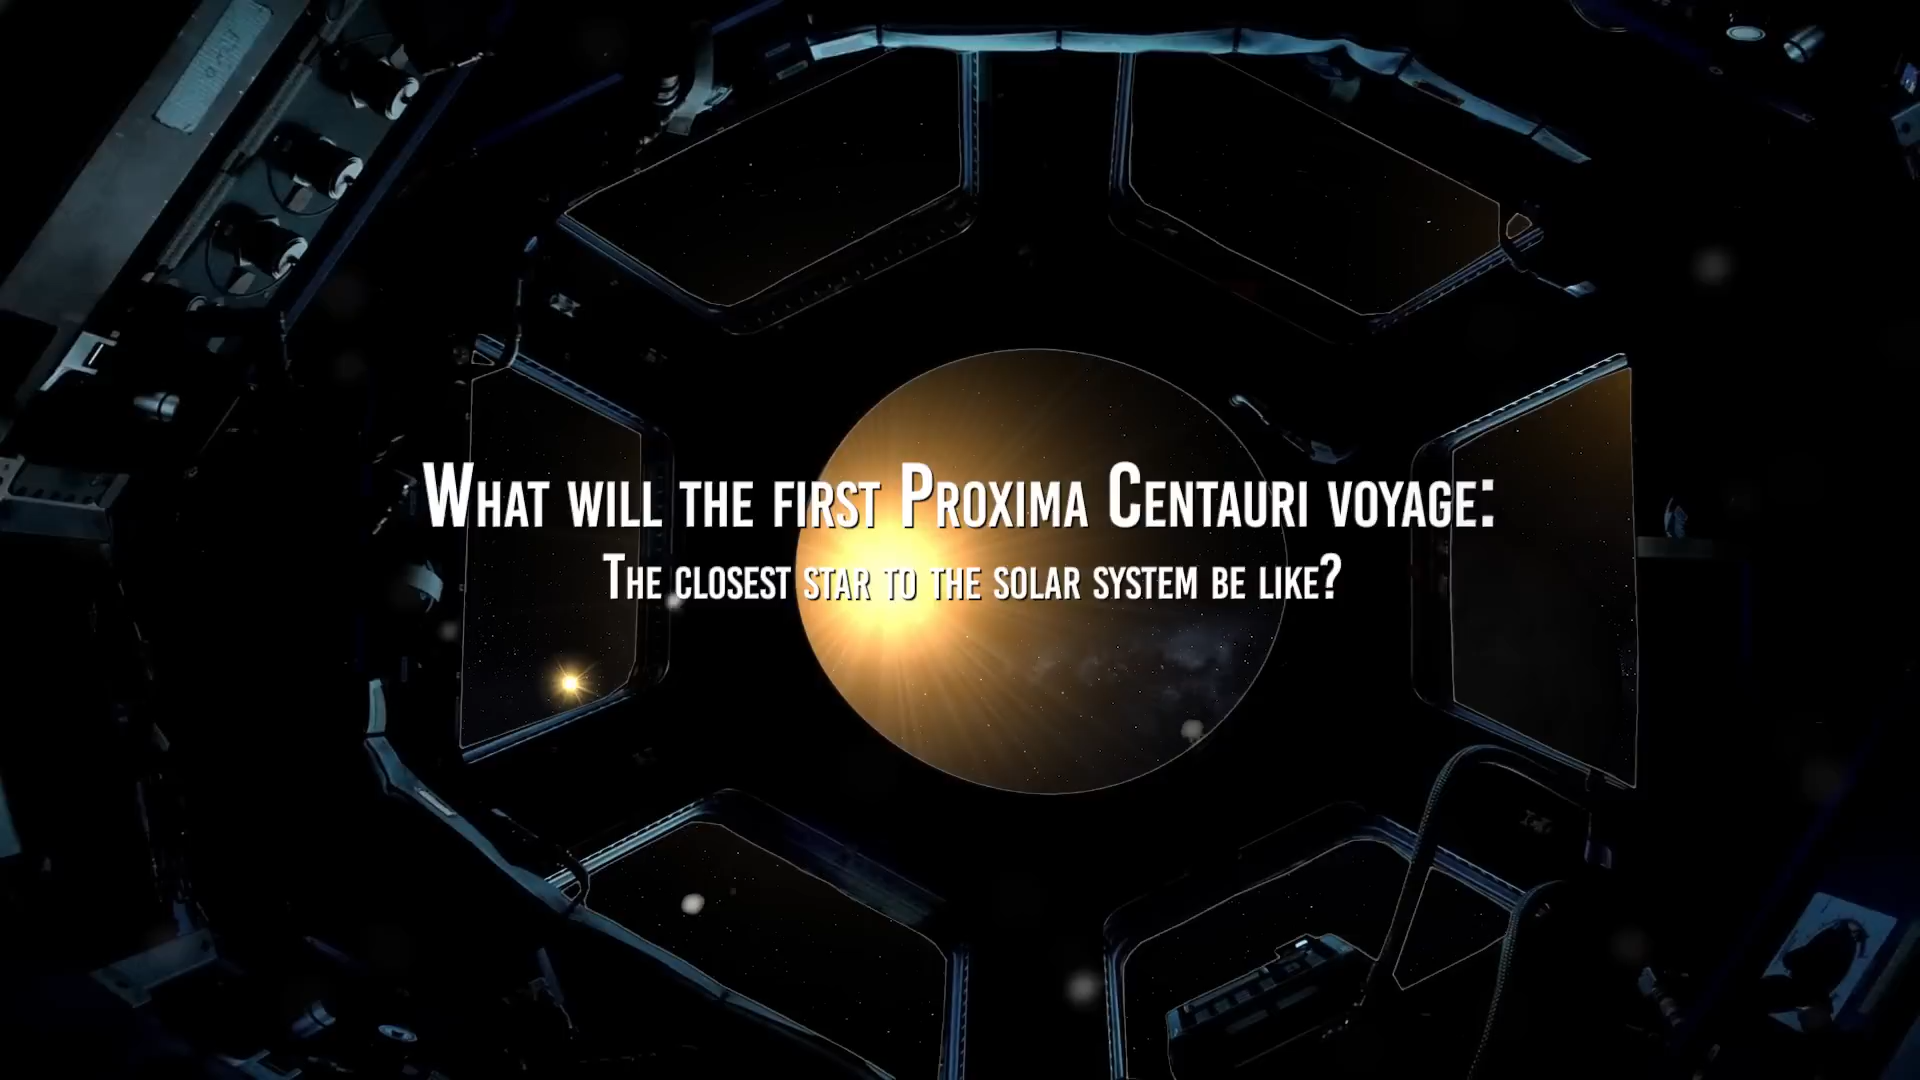 What will the first Proxima Centauri voyage:
The closest star to the solar system be like?